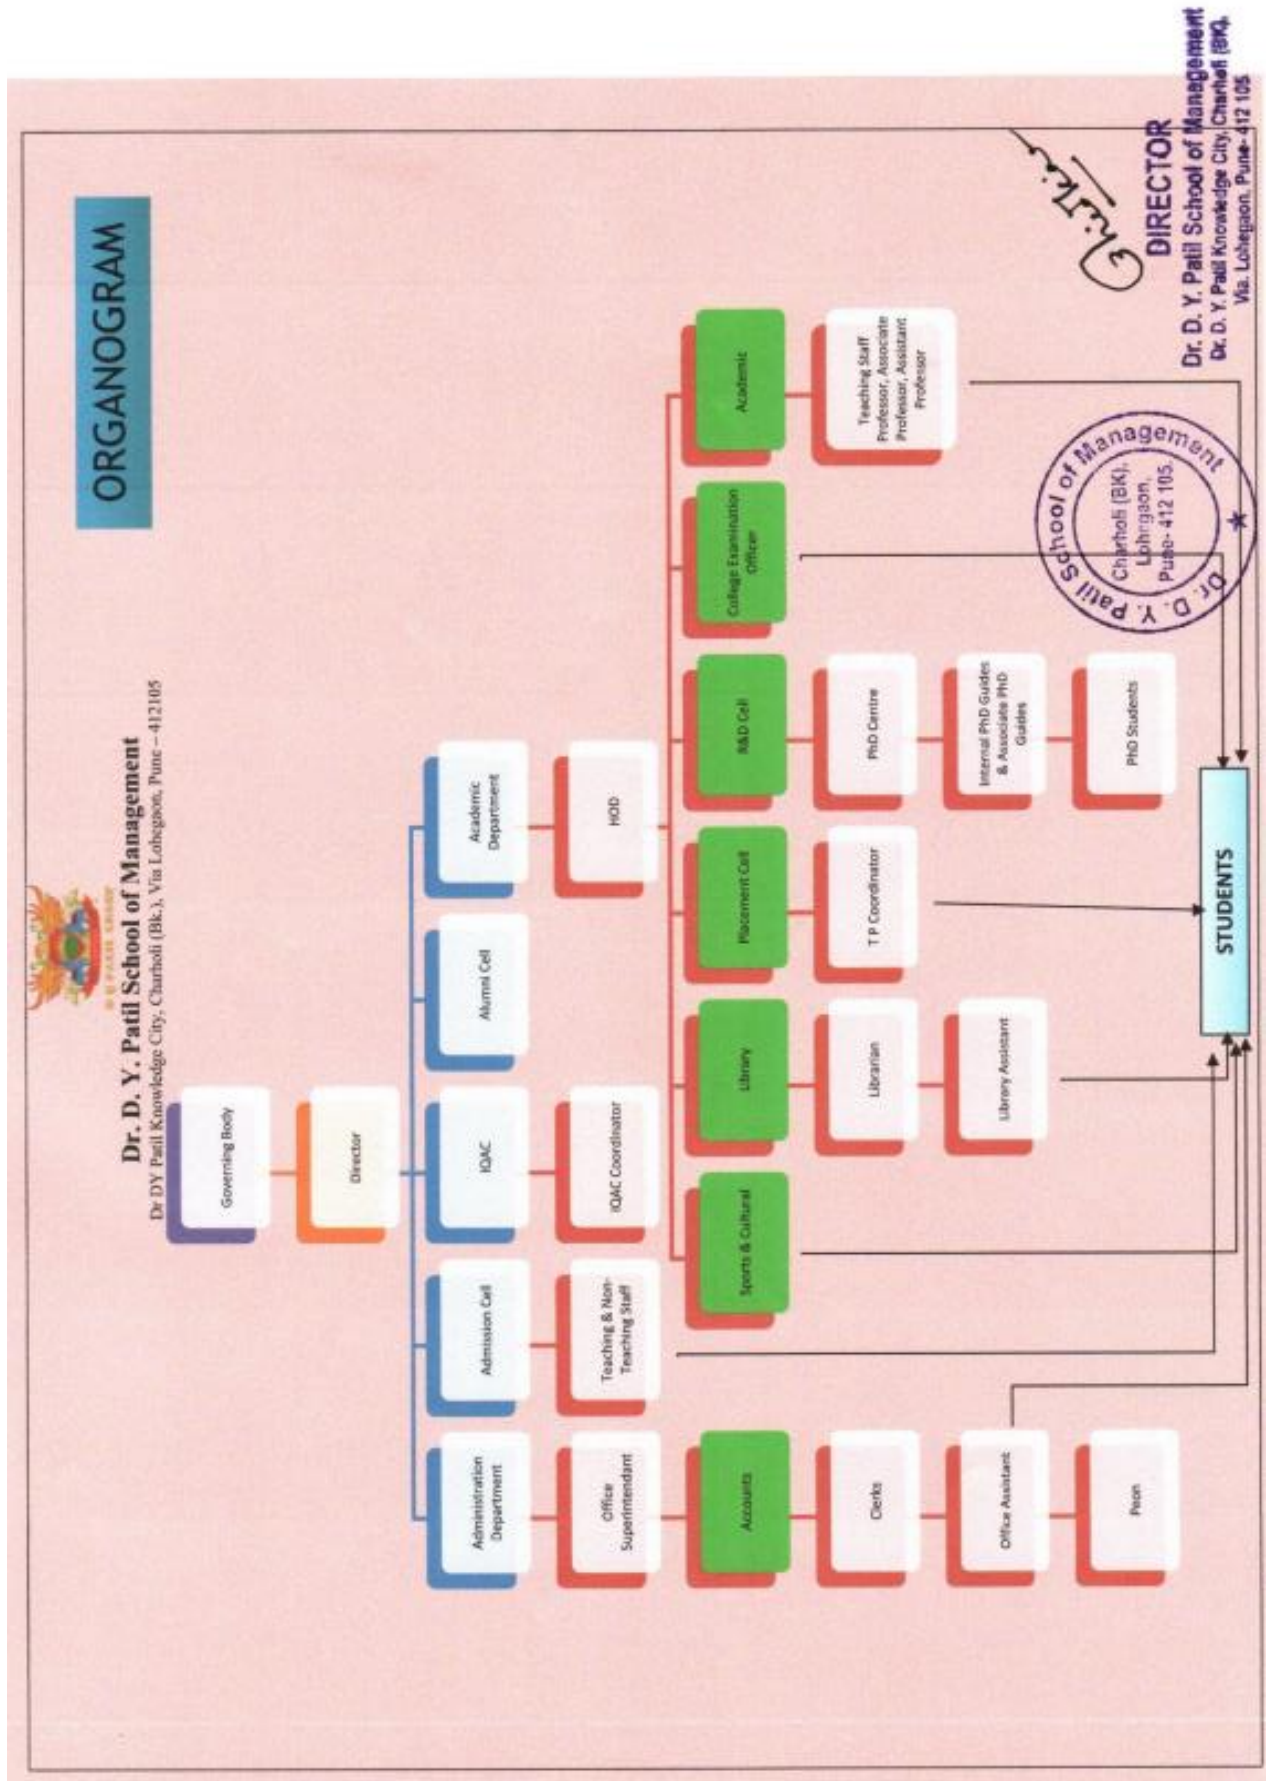 ORGANOGRAM
D Y PATIL GROUP
Dr. D. Y. Patil School of Management
Dr DY Patil Knowledge City, Charholi (Bk.), Via Lohegaon, Pune – 412105
Governing Body
Director
Administration
Department
Admission Cell
IQAC
Alumni Cell
Academic
Department
Office
Superintendant
Teaching & Non-
Teaching Staff
IQAC Coordinator
HOD
Accounts
Sports & Cultural
Library
Placement Cell
R&D Cell
College Examination
Officer
Academic
Clerks
Librarian
T P Coordinator
PhD Centre
Teaching Staff
Professor, Associate
Professor, Assistant
Professor
Office Assistant
Library Assistant
Internal PhD Guides
& Associate PhD
Guides
Peon
PhD Students
STUDENTS
Dr. D. Y. Patil School of Management
Charholi (BK),
Lohegaon,
Pune- 412 105.
DIRECTOR
Dr. D. Y. Patil School of Management
Dr. D. Y. Patil Knowledge City, Charholi (BK),
Via. Lohegaon, Pune- 412 105